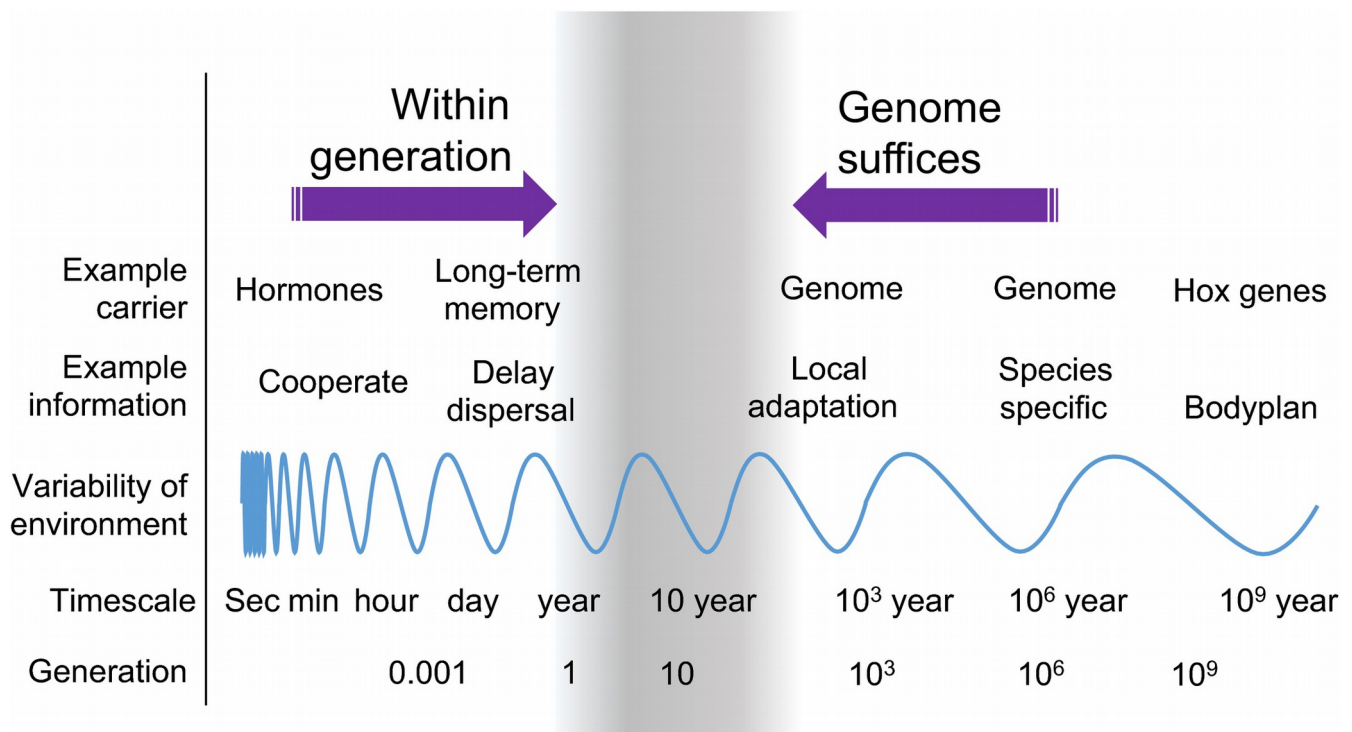 Within
generation
Genome
suffices
Example
carrier
Hormones
Long-term
memory
Genome
Genome
Hox genes
Example
information
Cooperate
Delay
dispersal
Local
adaptation
Species
specific
Bodyplan
Variability of
environment
Timescale Sec min hour day year 10 year 10³ year 10⁶ year 10⁹ year
Generation 0.001 1 10 10³ 10⁶ 10⁹